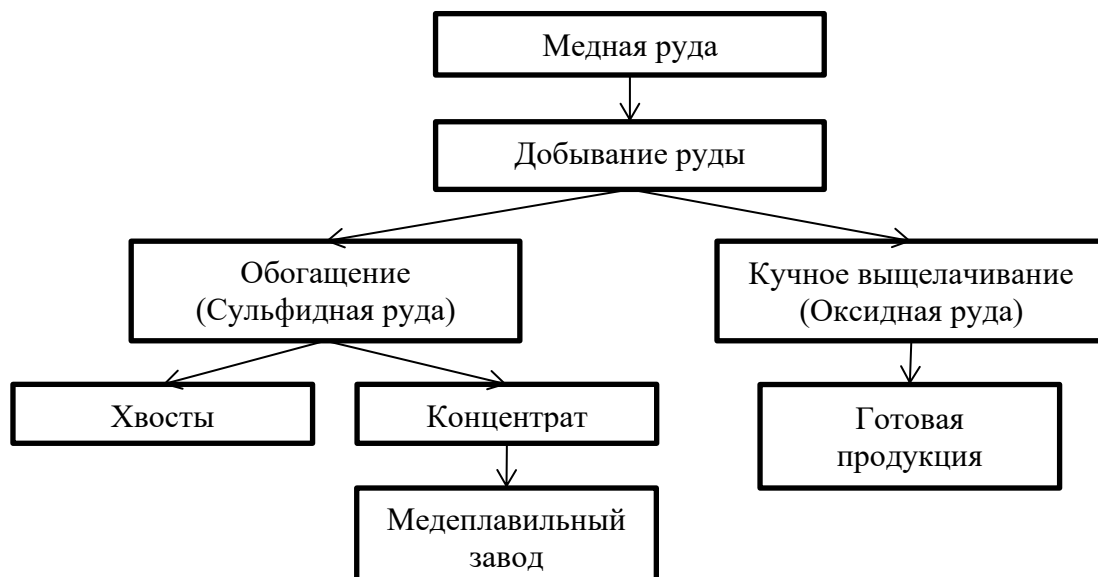 Медная руда
Добывание руды
Обогащение
(Сульфидная руда)
Кучное выщелачивание
(Оксидная руда)
Хвосты
Концентрат
Готовая
продукция
Медеплавильный
завод